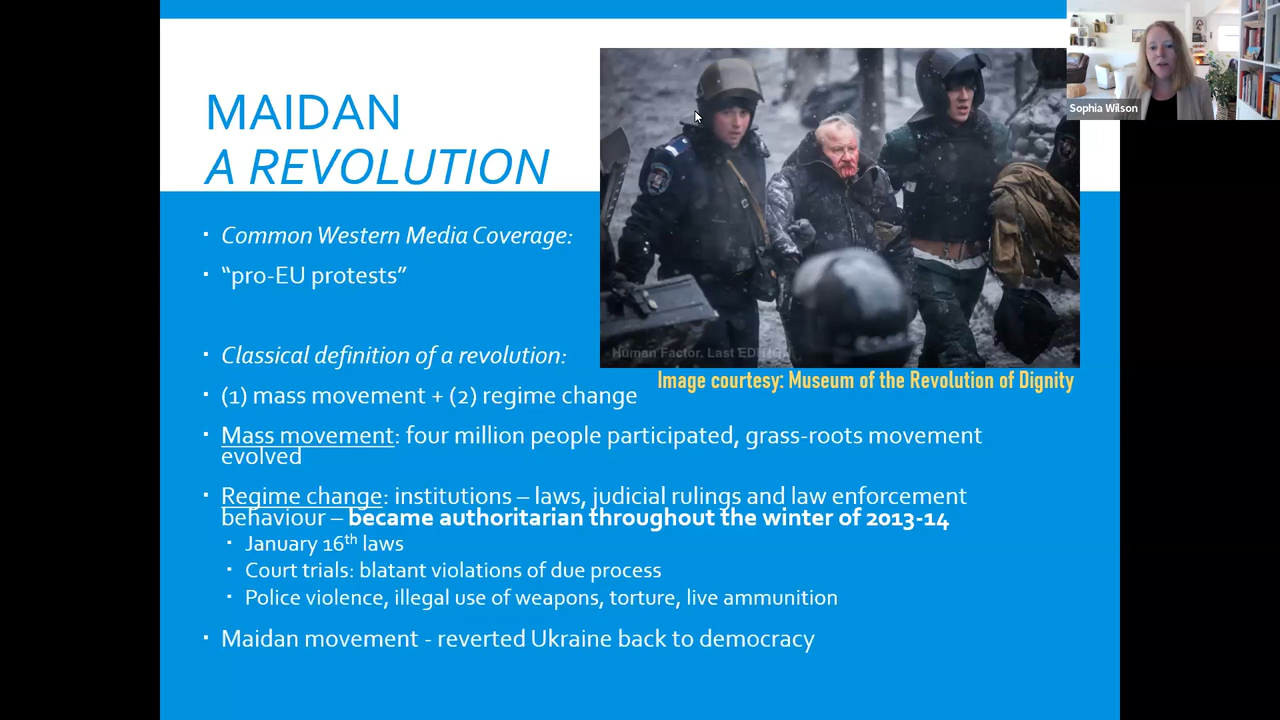 MAIDAN
A REVOLUTION
Sophia Wilson
Human Factor. Last
Image courtesy: Museum of the Revolution of Dignity
▪ Common Western Media Coverage:
▪ “pro-EU protests”
▪ Classical definition of a revolution:
▪ (1) mass movement + (2) regime change
▪ Mass movement: four million people participated, grass-roots movement
evolved
▪ Regime change: institutions – laws, judicial rulings and law enforcement
behaviour – became authoritarian throughout the winter of 2013-14
▪ January 16th laws
▪ Court trials: blatant violations of due process
▪ Police violence, illegal use of weapons, torture, live ammunition
▪ Maidan movement - reverted Ukraine back to democracy